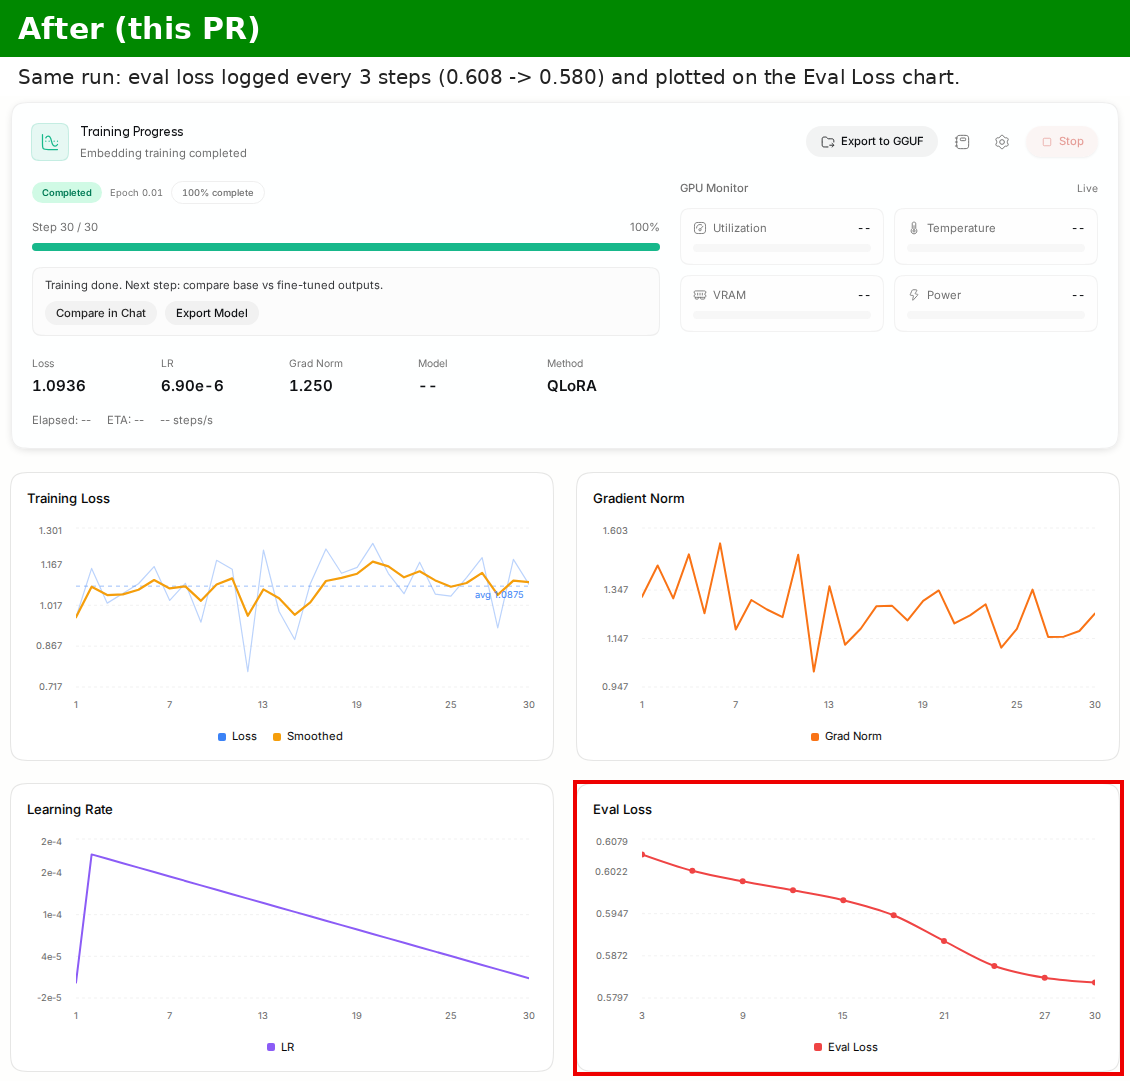 After (this PR)
Same run: eval loss logged every 3 steps (0.608 -> 0.580) and plotted on the Eval Loss chart.
Training Progress
Embedding training completed
Export to GGUF
Stop
Completed Epoch 0.01 100% complete
Step 30 / 30 100%
Training done. Next step: compare base vs fine-tuned outputs.
Compare in Chat Export Model
Loss LR Grad Norm Model Method
1.0936 6.90e-6 1.250 -- QLoRA
Elapsed: -- ETA: -- -- steps/s
GPU Monitor Live
Utilization -- Temperature --
VRAM -- Power --
Training Loss
1.301
1.167
1.017
0.867
0.717
avg 1.0875
1 7 13 19 25 30
Loss Smoothed
Gradient Norm
1.603
1.347
1.147
0.947
1 7 13 19 25 30
Grad Norm
Learning Rate
2e-4
2e-4
1e-4
4e-5
-2e-5
1 7 13 19 25 30
LR
Eval Loss
0.6079
0.6022
0.5947
0.5872
0.5797
3 9 15 21 27 30
Eval Loss